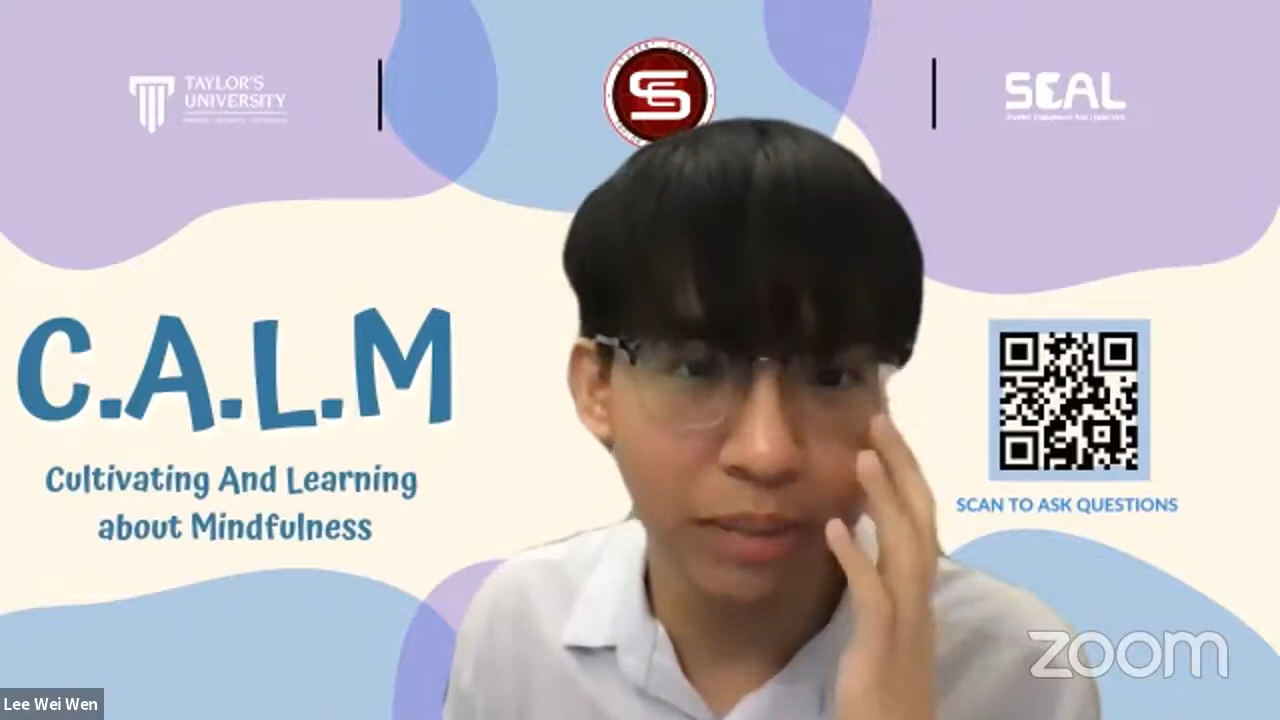 TAYLOR'S
UNIVERSITY
SEAL
C.A.L.M
Cultivating And Learning
about Mindfulness
SCAN TO ASK QUESTIONS
zoom
Lee Wei Wen